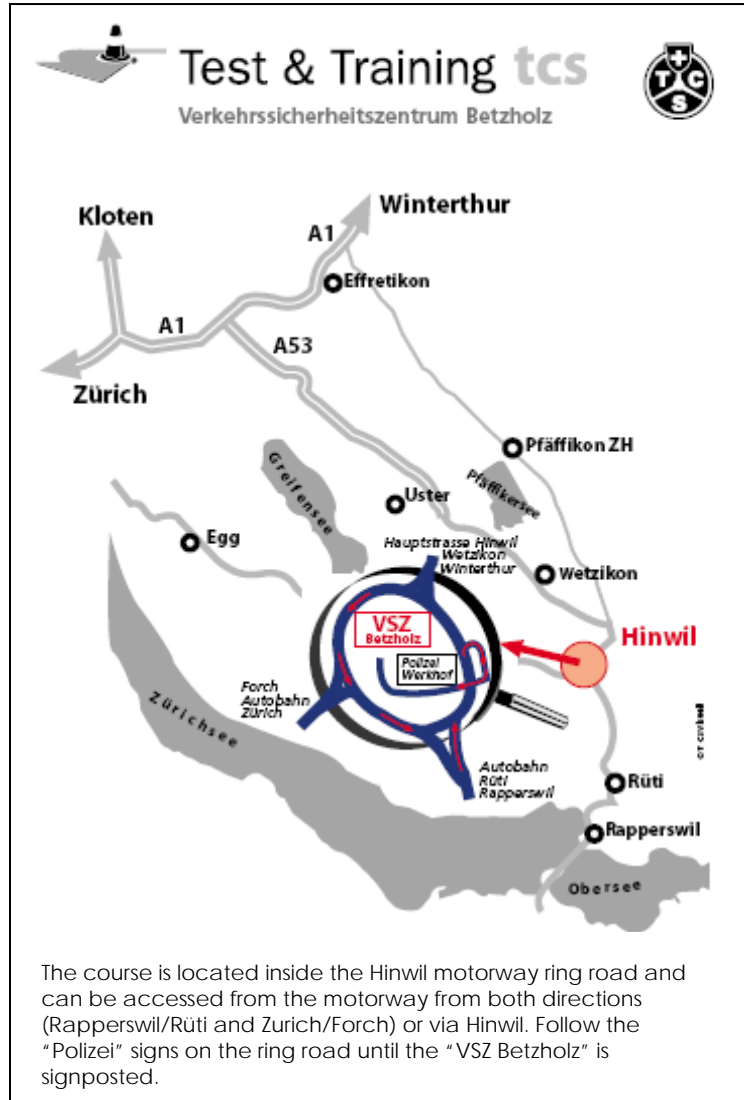 Test & Training tcs
Verkehrssicherheitszentrum Betzholz
T C S
Kloten
Winterthur
A1
Effretikon
A1
A53
Zürich
Pfäffikon ZH
Greifensee
Pfäffikersee
Uster
Egg
Hauptstrasse Hinwil
Wetzikon
Winterthur
Wetzikon
VSZ
Betzholz
Hinwil
Polizei
Werkhof
Forch
Autobahn
Zürich
Zürichsee
Autobahn
Rüti
Rapperswil
Rüti
Rapperswil
Obersee
The course is located inside the Hinwil motorway ring road and
can be accessed from the motorway from both directions
(Rapperswil/Rüti and Zurich/Forch) or via Hinwil. Follow the
"Polizei" signs on the ring road until the "VSZ Betzholz" is
signposted.